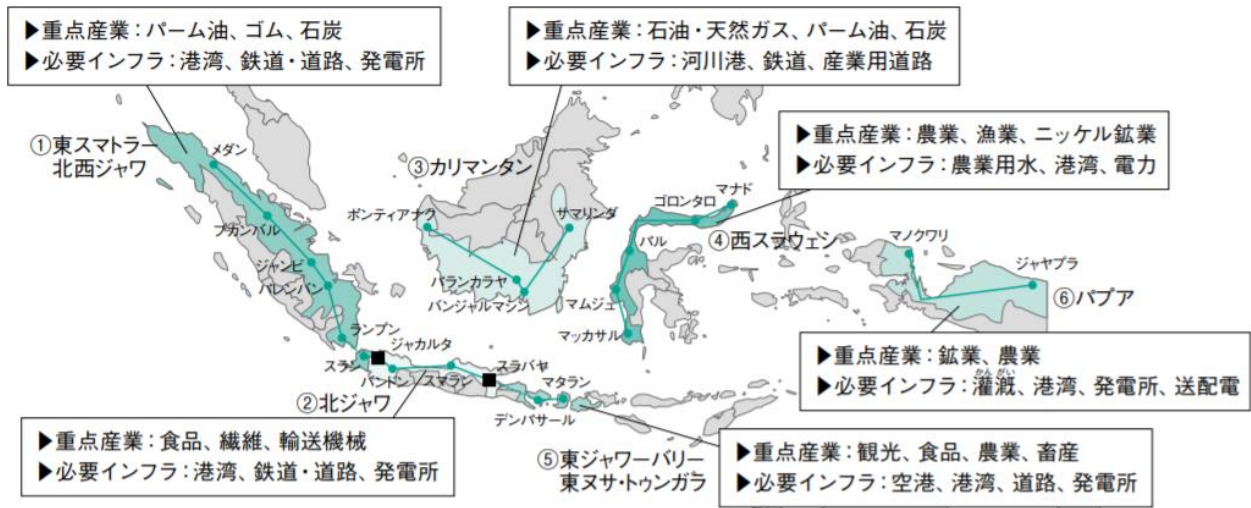 ▶重点産業：パーム油、ゴム、石炭
▶必要インフラ：港湾、鉄道・道路、発電所
▶重点産業：石油・天然ガス、パーム油、石炭
▶必要インフラ：河川港、鉄道、産業用道路
▶重点産業：農業、漁業、ニッケル鉱業
▶必要インフラ：農業用水、港湾、電力
①東スマトラー
北西ジャワ
メダン
プカンバル
ジャンビ
パレンバン
ランプン
③カリマンタン
ポンティアナク
サマリンダ
パランカラヤ
バンジャルマシン
ゴロンタロ
マナド
④西スラウェシ
パル
マムジュ
マッカサル
マノクワリ
ジャヤプラ
⑥パプア
▶重点産業：鉱業、農業
かんがい
▶必要インフラ：灌漑、港湾、発電所、送配電
ジャカルタ
スラン
バンドン
スマラン
スラバヤ
マタラン
デンパサール
②北ジャワ
▶重点産業：食品、繊維、輸送機械
▶必要インフラ：港湾、鉄道・道路、発電所
⑤東ジャワーバリー
東ヌサ・トゥンガラ
▶重点産業：観光、食品、農業、畜産
▶必要インフラ：空港、港湾、道路、発電所